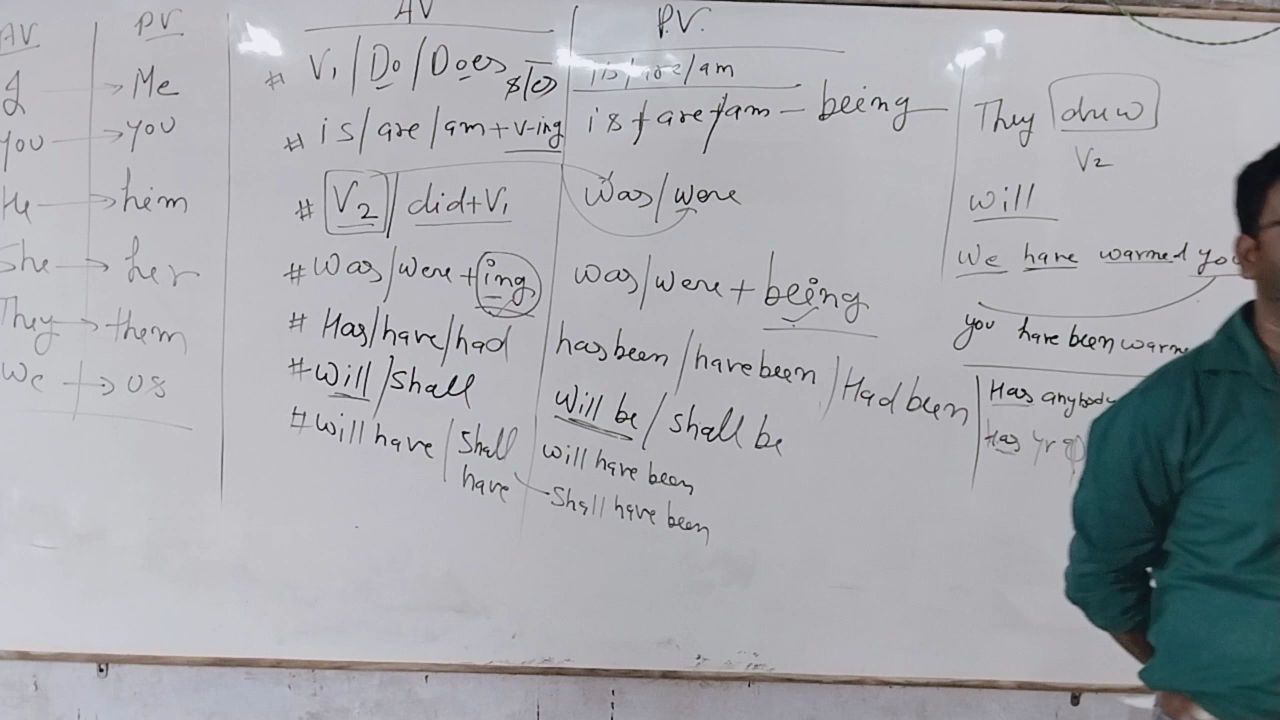 AV PV
I → Me
you → you
He → him
She → her
They → them
We → us
AV P.V.
# V1 / Do / Does s/es is/are/am
# is/are/am + v-ing is/are/am - being
# V2 / did + V1 was/were
# was/were + ing was/were + being
# Has/have/had has been / have been / Had been
# will / shall will be / shall be
# will have / shall have will have been
shall have been
They drew
V2
will
we have warned
you have been
Has anybody
Has